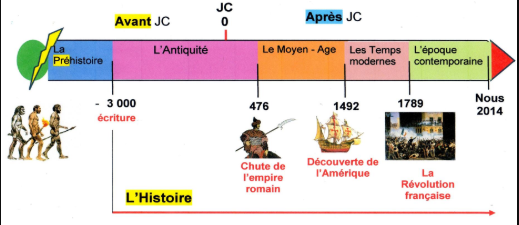 Avant JC
JC
0
Après JC
La
Préhistoire
L'Antiquité
Le Moyen - Age
Les Temps
modernes
L'époque
contemporaine
- 3 000
écriture
476
1492
1789
Nous
2014
Chute de
l'empire
romain
Découverte de
l'Amérique
La
Révolution
française
L'Histoire